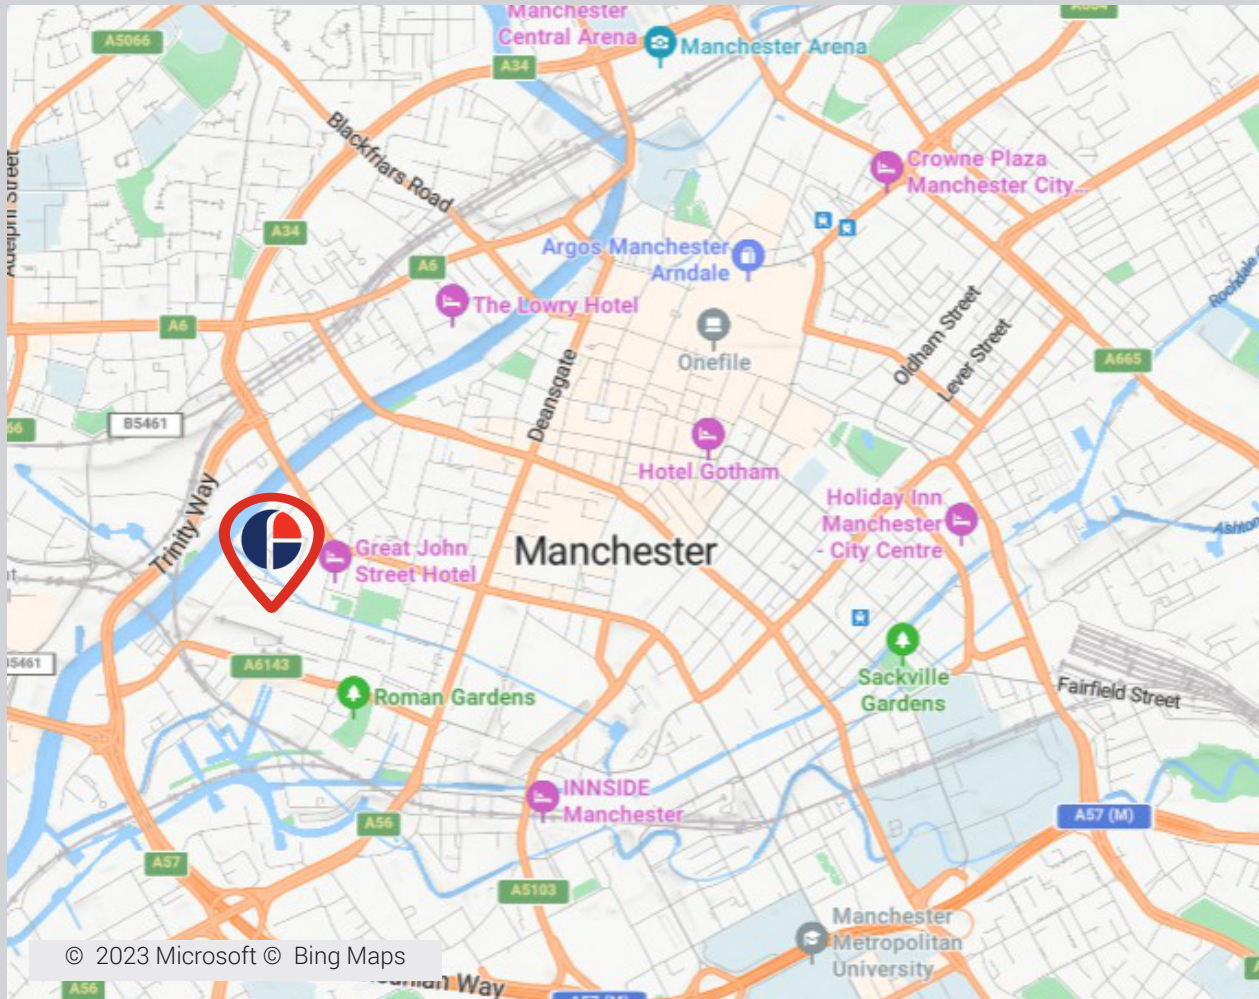 Manchester
Central Arena
Manchester Arena
A5066
A34
Blackfriars Road
Adelphi Street
Crowne Plaza
Manchester City...
A34
Argos Manchester
Arndale
A6
The Lowry Hotel
A6
Onefile
Oldham Street
Lever Street
A665
Deansgate
66
B5461
Hotel Gotham
Trinity Way
Holiday Inn
Manchester
- City Centre
Great John
Street Hotel
Manchester
A6143
Roman Gardens
Sackville
Gardens
Fairfield Street
INNSIDE
Manchester
A57 (M)
A56
A57
A5103
Manchester
Metropolitan
University
© 2023 Microsoft © Bing Maps
Way
A56